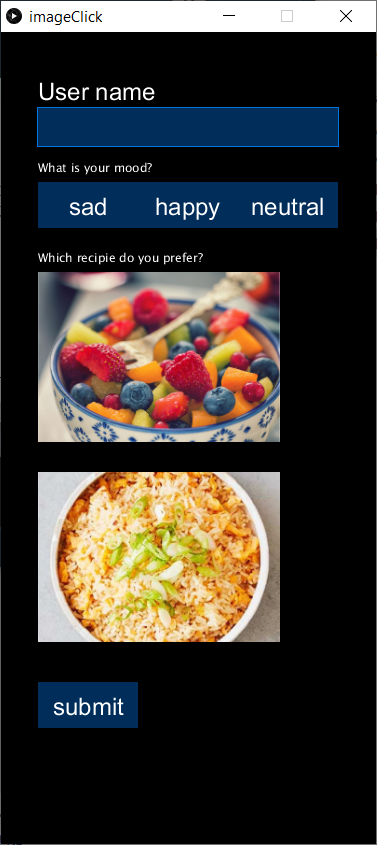 imageClick
User name
What is your mood?
sad happy neutral
Which recipie do you prefer?
submit